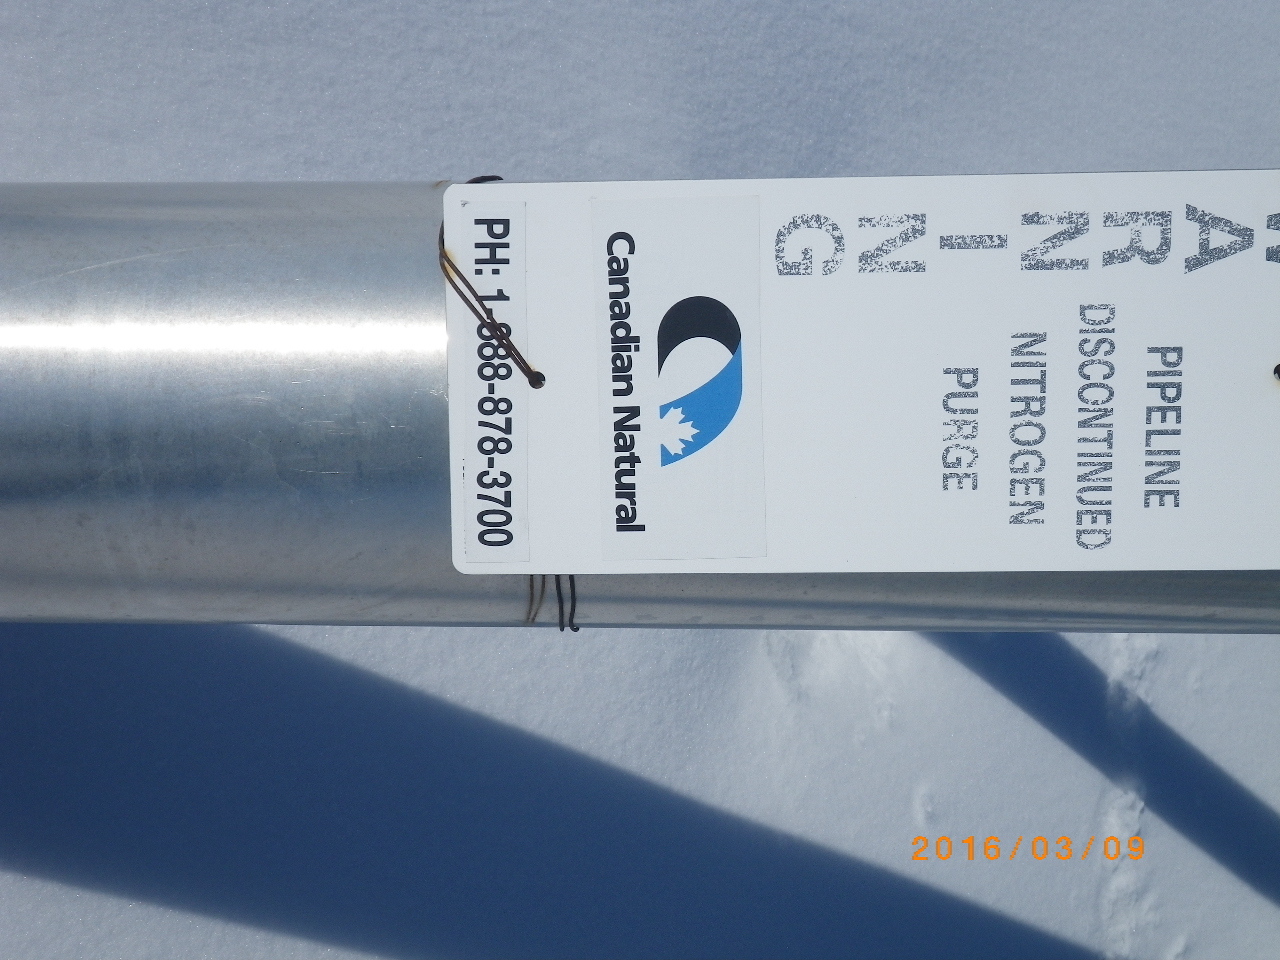 ARNING
PIPELINE
DISCONTINUED
NITROGEN
PURGE
Canadian Natural
PH: 1-888-878-3700
2016/03/09